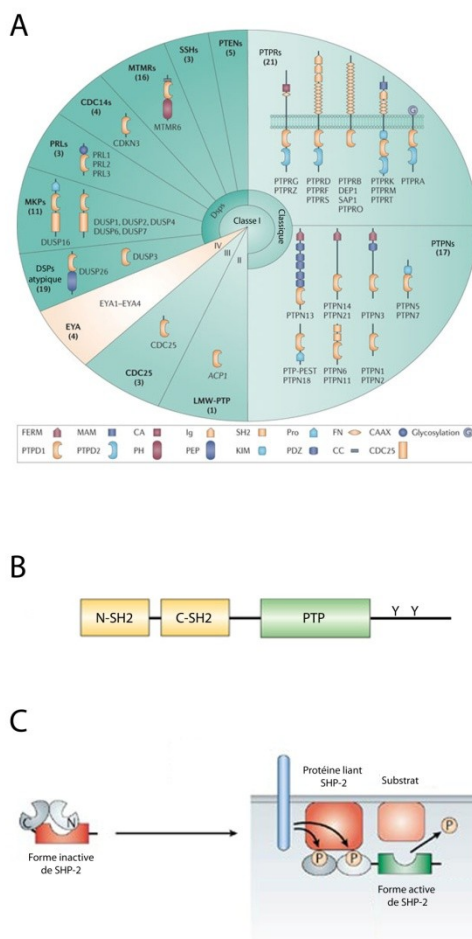 A
SSHs
(3)
PTENs
(5)
MTMRs
(16)
MTMR6
CDC14s
(4)
CDKN3
PRLs
(3)
PRL1
PRL2
PRL3
MKPs
(11)
DUSP16
DUSP1, DUSP2, DUSP4
DUSP6, DUSP7
DSPs
atypique
(19)
DUSP26
DUSP3
EYA
(4)
EYA1–EYA4
CDC25
(3)
CDC25
LMW-PTP
(1)
ACP1
Dsps
Classe I
Classique
IV
III
II
PTPRs
(21)
G
PTPRG
PTPRZ
PTPRD
PTPRF
PTPRS
PTPRB
DEP1
SAP1
PTPRO
PTPRK
PTPRM
PTPRT
PTPRA
PTPNs
(17)
PTPN13
PTPN14
PTPN21
PTPN3
PTPN5
PTPN7
PTP-PEST
PTPN18
PTPN6
PTPN11
PTPN1
PTPN2
FERM MAM CA Ig SH2 Pro FN CAAX Glycosylation G
PTPD1 PTPD2 PH PEP KIM PDZ CC CDC25
B
N-SH2 C-SH2 PTP Y Y
C
Protéine liant
SHP-2
Substrat
C N
P P P
Forme inactive
de SHP-2
Forme active
de SHP-2